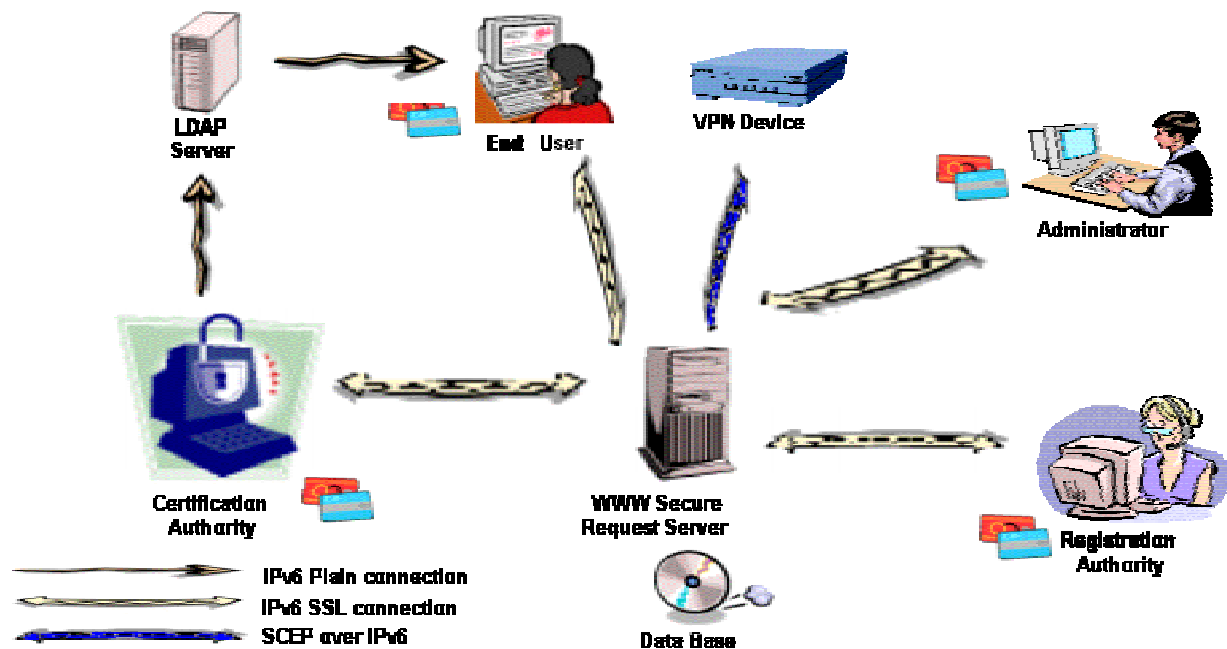 LDAP
Server
End User
VPN Device
Administrator
Certification
Authority
WWW Secure
Request Server
Registration
Authority
IPv6 Plain connection
IPv6 SSL connection
SCEP over IPv6
Data Base